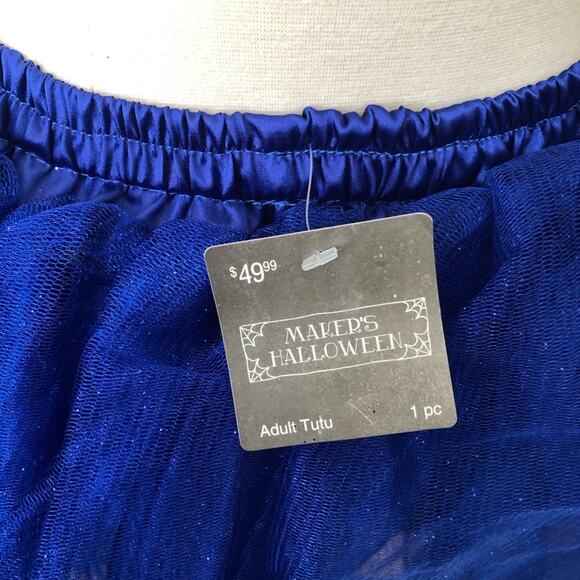 $49.99
MAKER'S
HALLOWEEN
Adult Tutu 1 pc